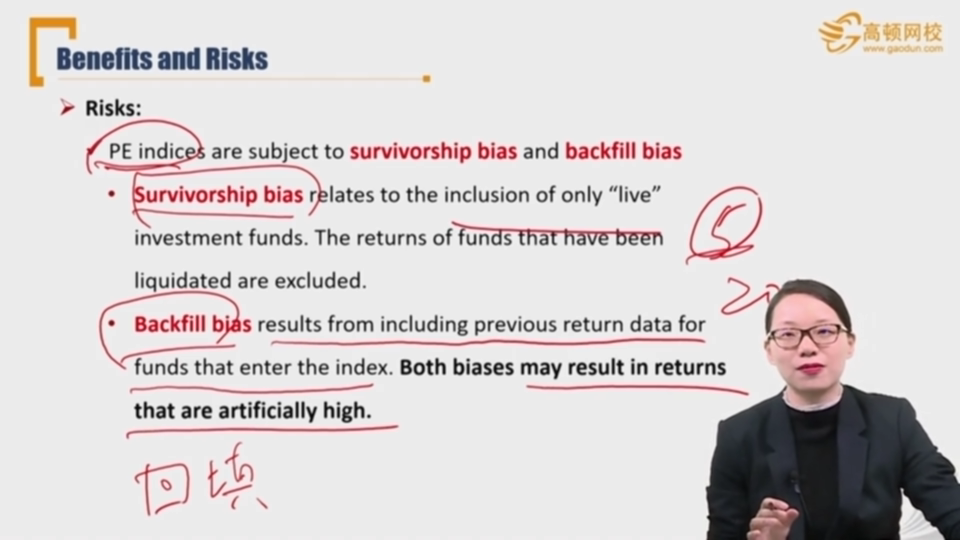 高顿网校
www.gaodun.com
Benefits and Risks
Risks:
PE indices are subject to survivorship bias and backfill bias
Survivorship bias relates to the inclusion of only “live”
investment funds. The returns of funds that have been
liquidated are excluded.
Backfill bias results from including previous return data for
funds that enter the index. Both biases may result in returns
that are artificially high.
5
20
回填